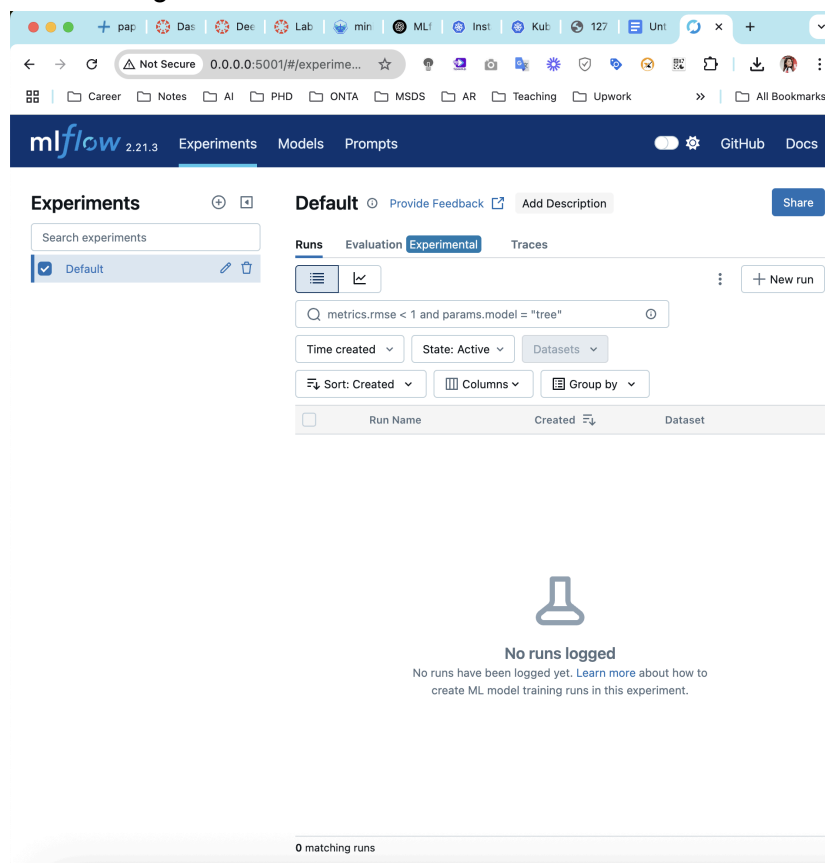 pap Das Dee Lab min MLf Inst Kub 127 Unt
Not Secure 0.0.0.0:5001/#/experime...
Career Notes AI PHD ONTA MSDS AR Teaching Upwork » All Bookmarks
mlflow 2.21.3 Experiments Models Prompts GitHub Docs
Experiments
Search experiments
Default
Default Provide Feedback Add Description Share
Runs Evaluation Experimental Traces
New run
metrics.rmse < 1 and params.model = "tree"
Time created State: Active Datasets
Sort: Created Columns Group by
Run Name Created Dataset
No runs logged
No runs have been logged yet. Learn more about how to
create ML model training runs in this experiment.
0 matching runs